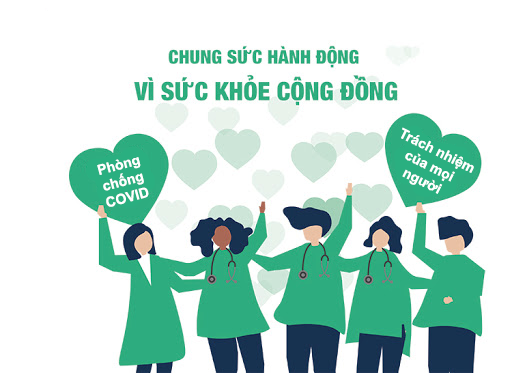 CHUNG SỨC HÀNH ĐỘNG
VÌ SỨC KHỎE CỘNG ĐỒNG
Phòng
chống
COVID
Trách nhiệm
của mọi
người